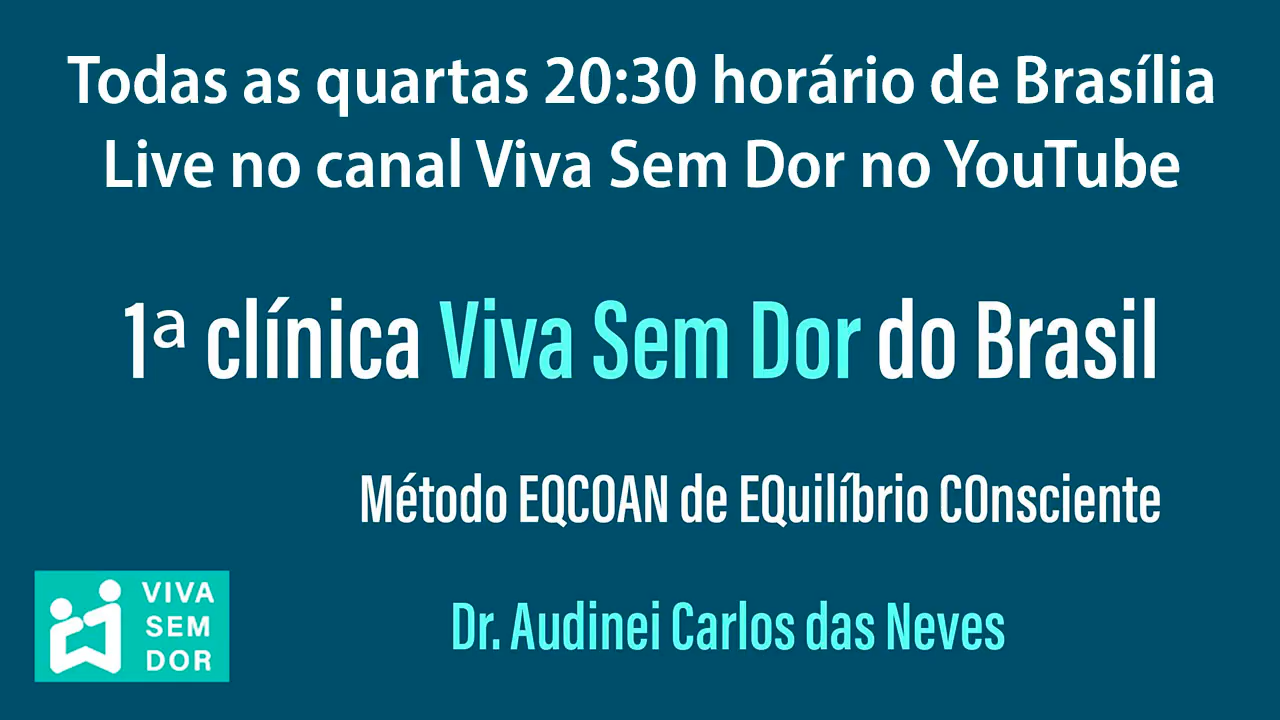 Todas as quartas 20:30 horário de Brasília
Live no canal Viva Sem Dor no YouTube
1ª clínica Viva Sem Dor do Brasil
Método EQCOAN de EQuilíbrio COnsciente
Dr. Audinei Carlos das Neves
VIVA
SEM
DOR